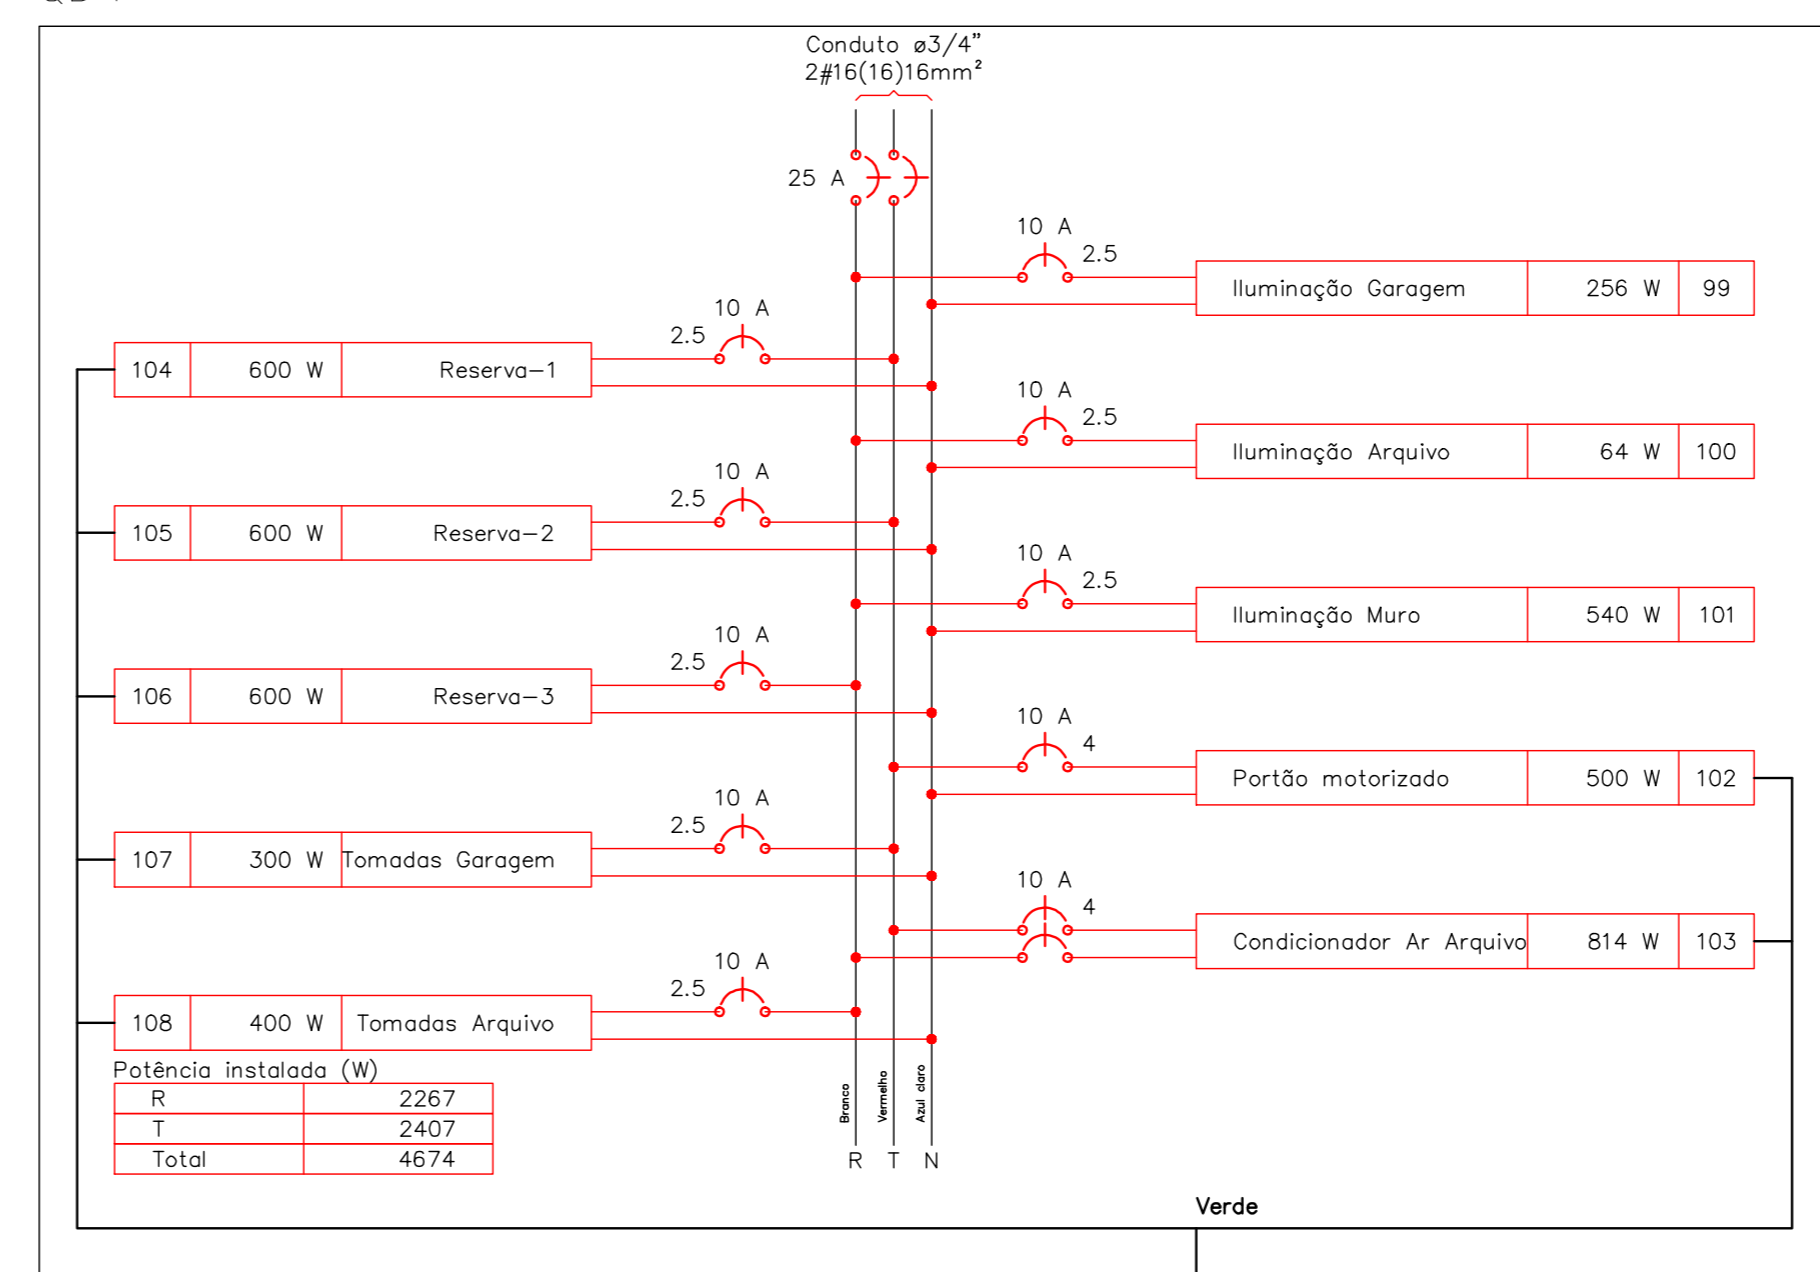 Conduto ø3/4”
2#16(16)16mm²
25 A
10 A
2.5
Iluminação Garagem 256 W 99
10 A
2.5
104 600 W Reserva-1
10 A
2.5
Iluminação Arquivo 64 W 100
10 A
2.5
105 600 W Reserva-2
10 A
2.5
Iluminação Muro 540 W 101
10 A
2.5
106 600 W Reserva-3
10 A
4
Portão motorizado 500 W 102
10 A
2.5
107 300 W Tomadas Garagem
10 A
4
Condicionador Ar Arquivo 814 W 103
10 A
2.5
108 400 W Tomadas Arquivo
Potência instalada (W)
R 2267
T 2407
Total 4674
Branco
Vermelho
Azul claro
R T N
Verde